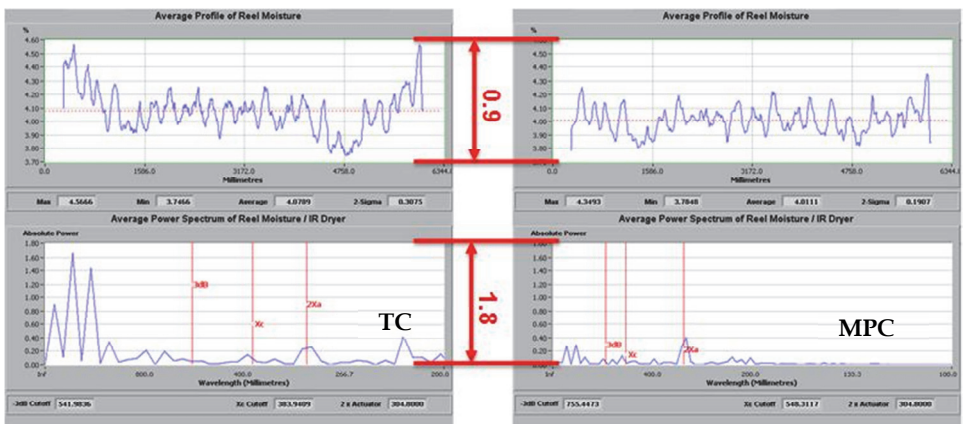 Average Profile of Reel Moisture
%
4.60
4.50
4.40
4.30
4.20
4.10
4.00
3.90
3.80
3.70
0.0 1586.0 3172.0 4758.0 6344.0
Millimetres
Max 4.5666 Min 3.7466 Average 4.0789 2-Sigma 0.3075
Average Power Spectrum of Reel Moisture / IR Dryer
Absolute Power
1.80
1.60
1.40
1.20
1.00
0.80
0.60
0.40
0.20
0.00
-3dB
Xc
2Xa
TC
Inf 800.0 400.0 266.7 200.0
Wavelength (Millimetres)
-3dB Cutoff 541.9836 Xc Cutoff 383.9409 2 x Actuator 304.8000
0.9
1.8
Average Profile of Reel Moisture
%
4.60
4.50
4.40
4.30
4.20
4.10
4.00
3.90
3.80
3.70
0.0 1586.0 3172.0 4758.0 6344.0
Millimetres
Max 4.3493 Min 3.7848 Average 4.0111 2-Sigma 0.1907
Average Power Spectrum of Reel Moisture / IR Dryer
Absolute Power
1.80
1.60
1.40
1.20
1.00
0.80
0.60
0.40
0.20
0.00
-3dB
Xc
2Xa
MPC
Inf 400.0 200.0 133.3 100.0
Wavelength (Millimetres)
-3dB Cutoff 755.4473 Xc Cutoff 548.3117 2 x Actuator 304.8000